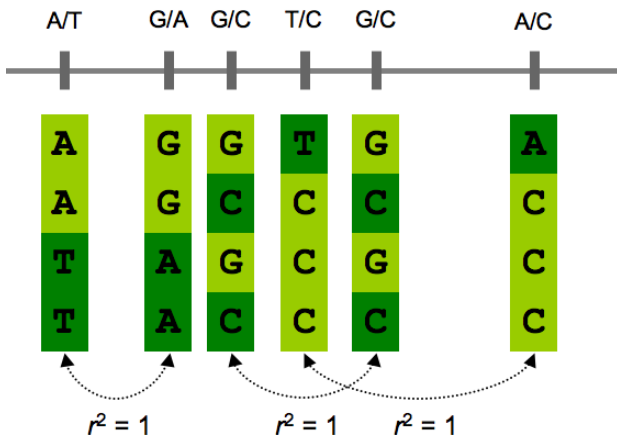 A/T G/A G/C T/C G/C A/C
A G G T G A
A G C C C C
T A G C G C
T A C C C C
r² = 1 r² = 1 r² = 1